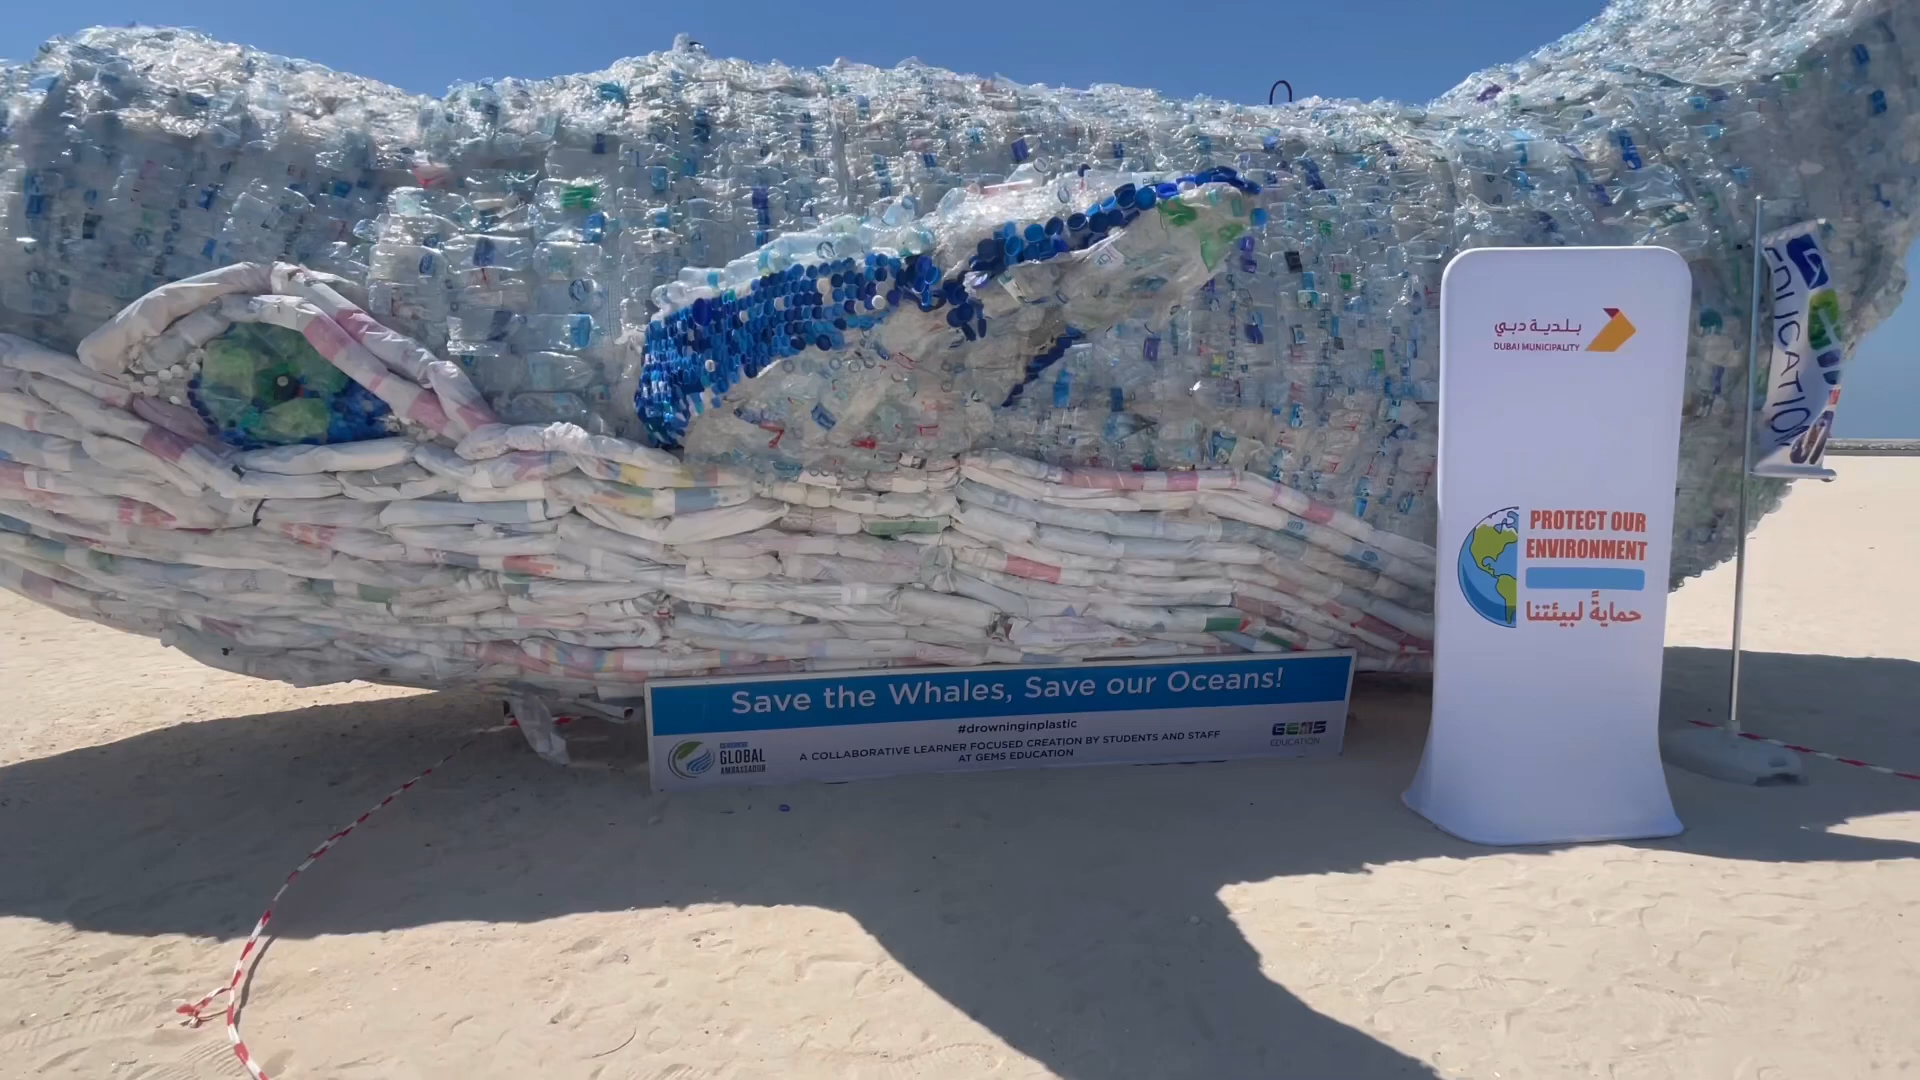 Save the Whales, Save our Oceans!
#drowninginplastic
GLOBAL
AMBASSADOR
A COLLABORATIVE LEARNER FOCUSED CREATION BY STUDENTS AND STAFF
AT GEMS EDUCATION
GEMS
EDUCATION
بلدية دبي
DUBAI MUNICIPALITY
PROTECT OUR
ENVIRONMENT
حمايةً لبيئتنا
EDUCATION